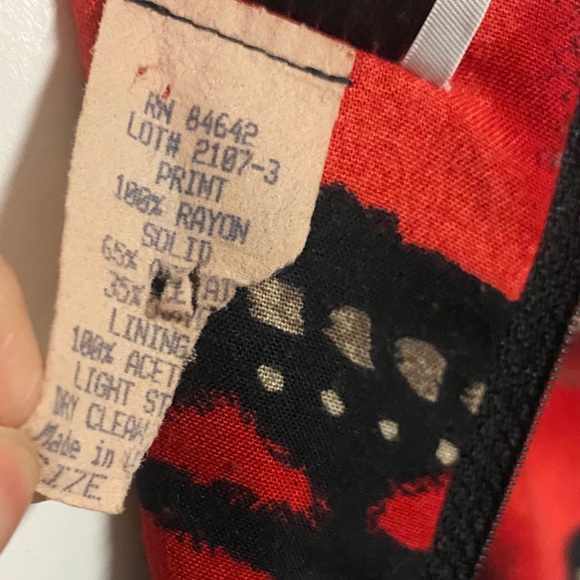 RN 84642
LOT# 2107-3
PRINT
100% RAYON
SOLID
65%
35%
LINING
100% ACET
LIGHT ST
DRY CLEAN
Made in
SIZE